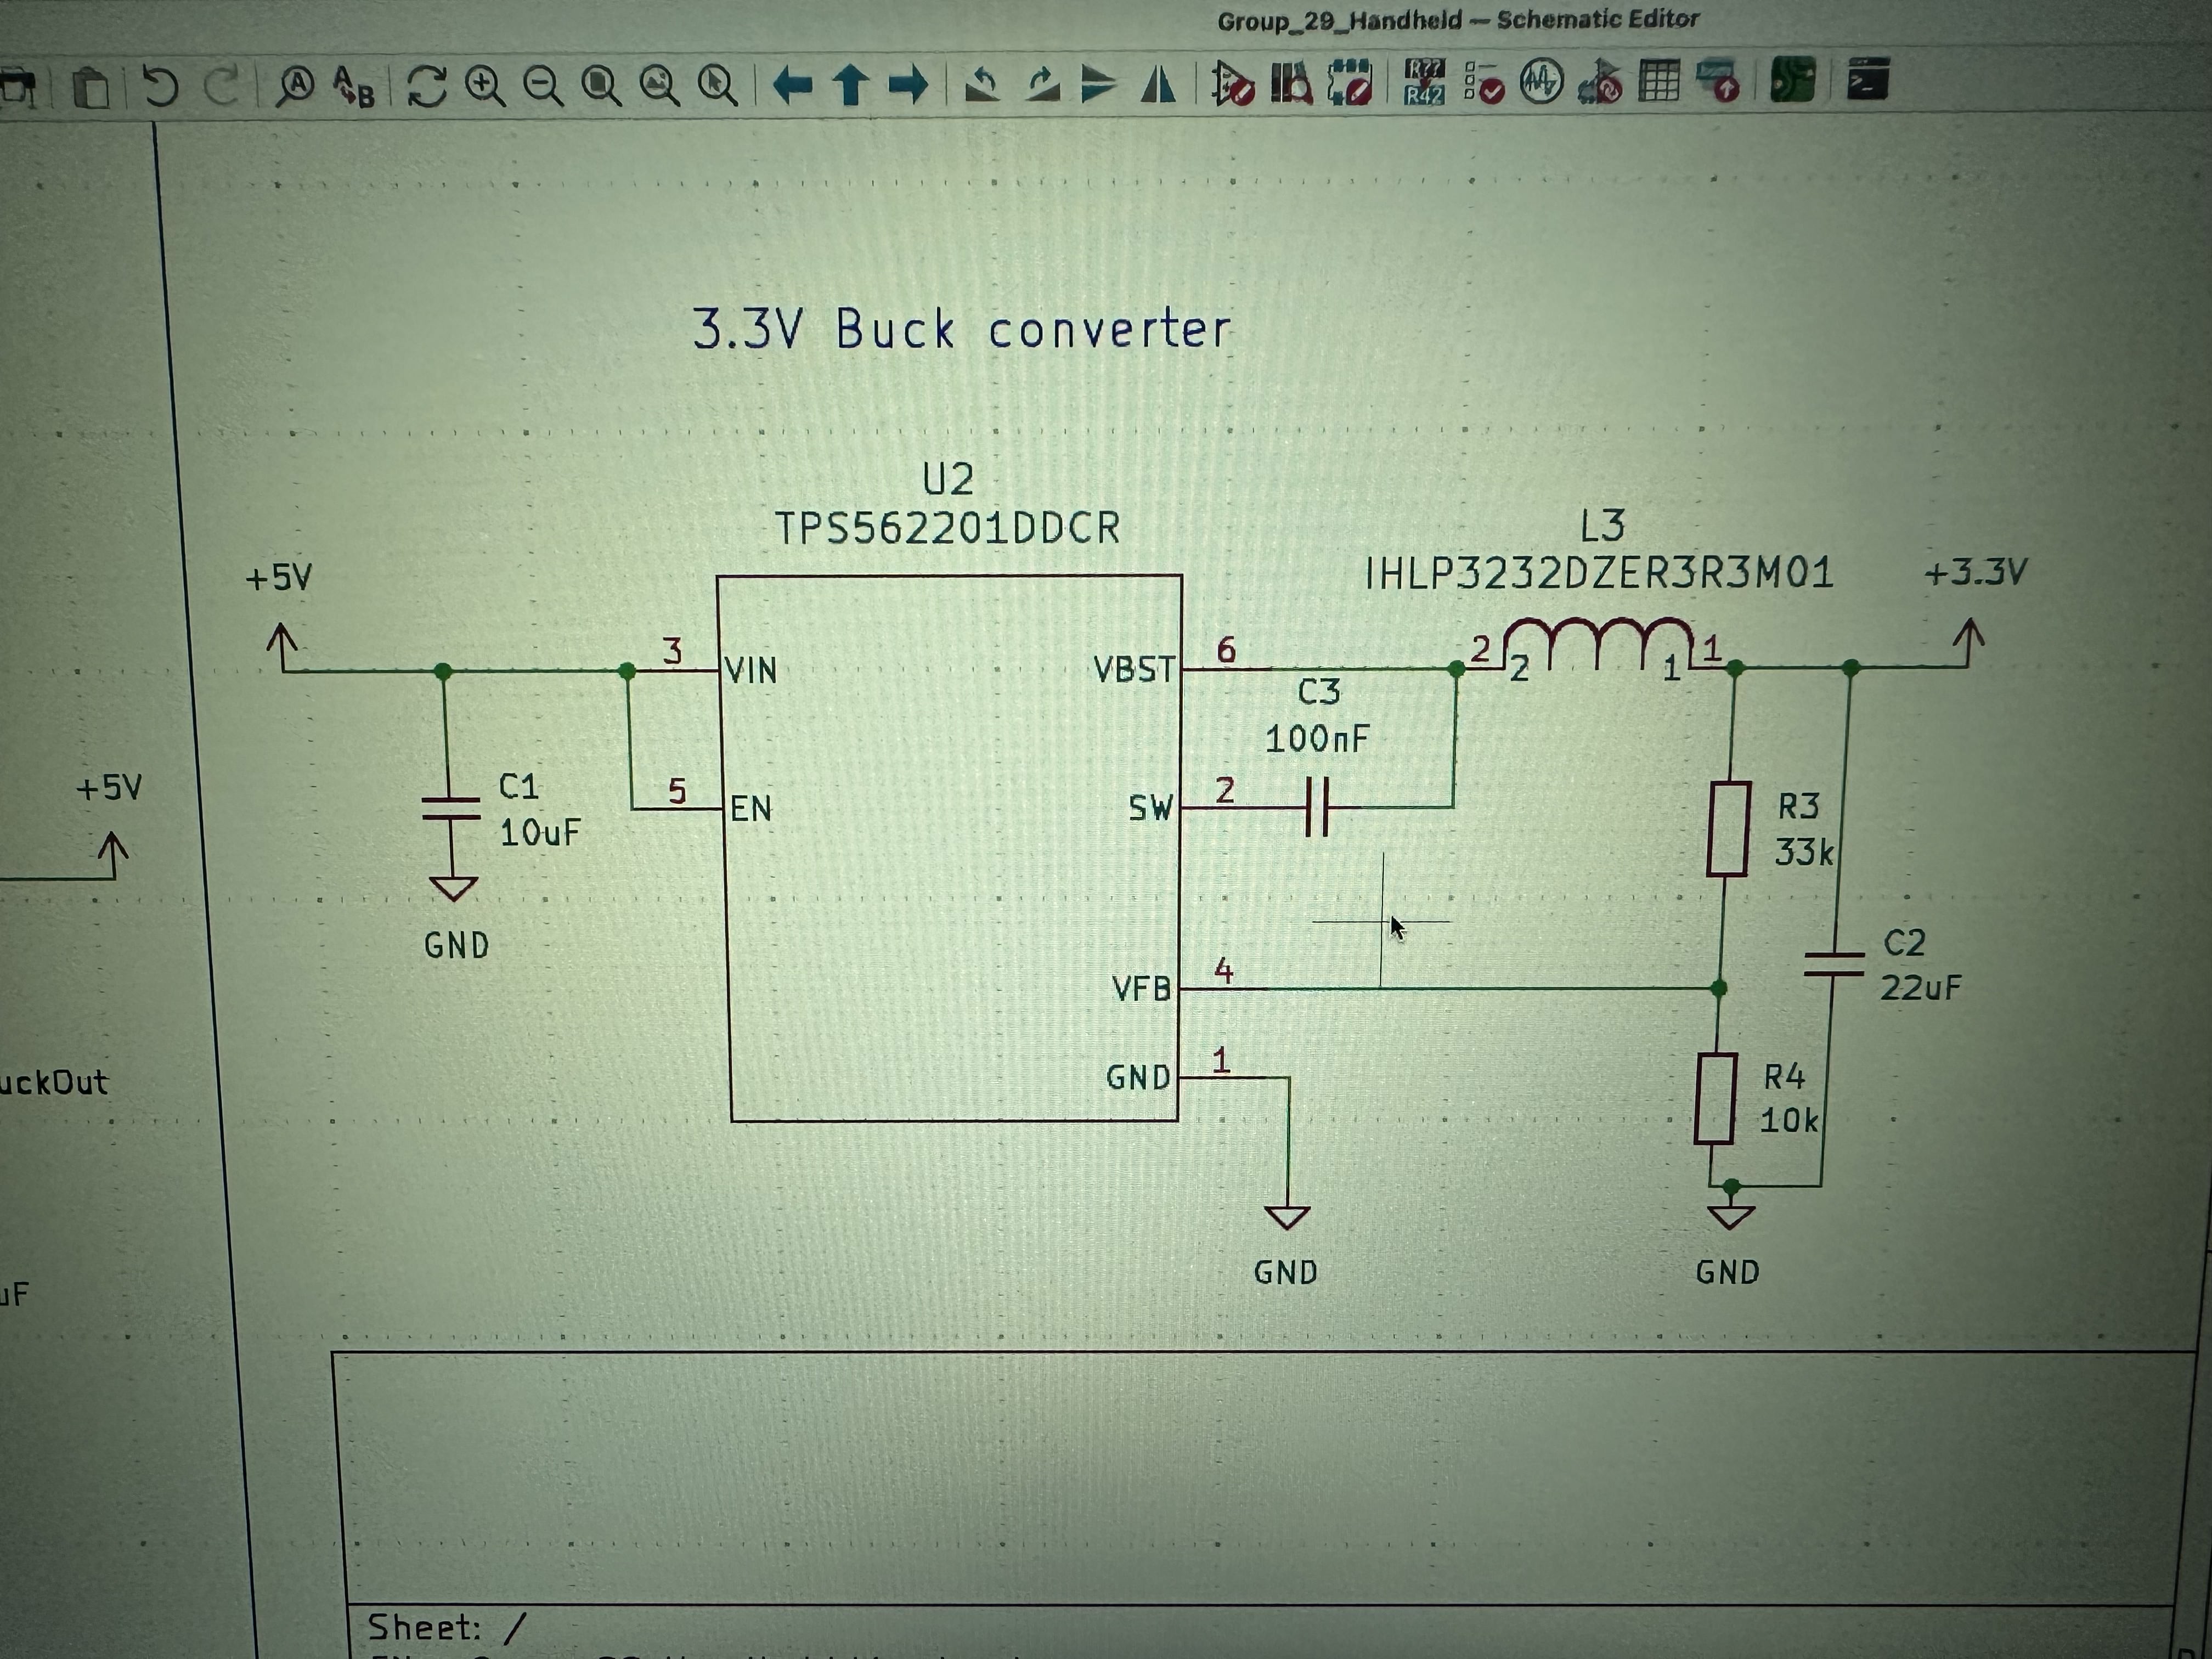 Group_29_Handheld — Schematic Editor
A
A
B
R??
R42
3.3V Buck converter
U2
TPS562201DDCR
L3
IHLP3232DZER3R3M01
+5V
+3.3V
3
VIN
VBST
6
2
2
1
1
C3
100nF
+5V
C1
10uF
5
EN
SW
2
R3
33k
GND
VFB
4
C2
22uF
GND
1
R4
10k
uckOut
GND
GND
uF
Sheet: /